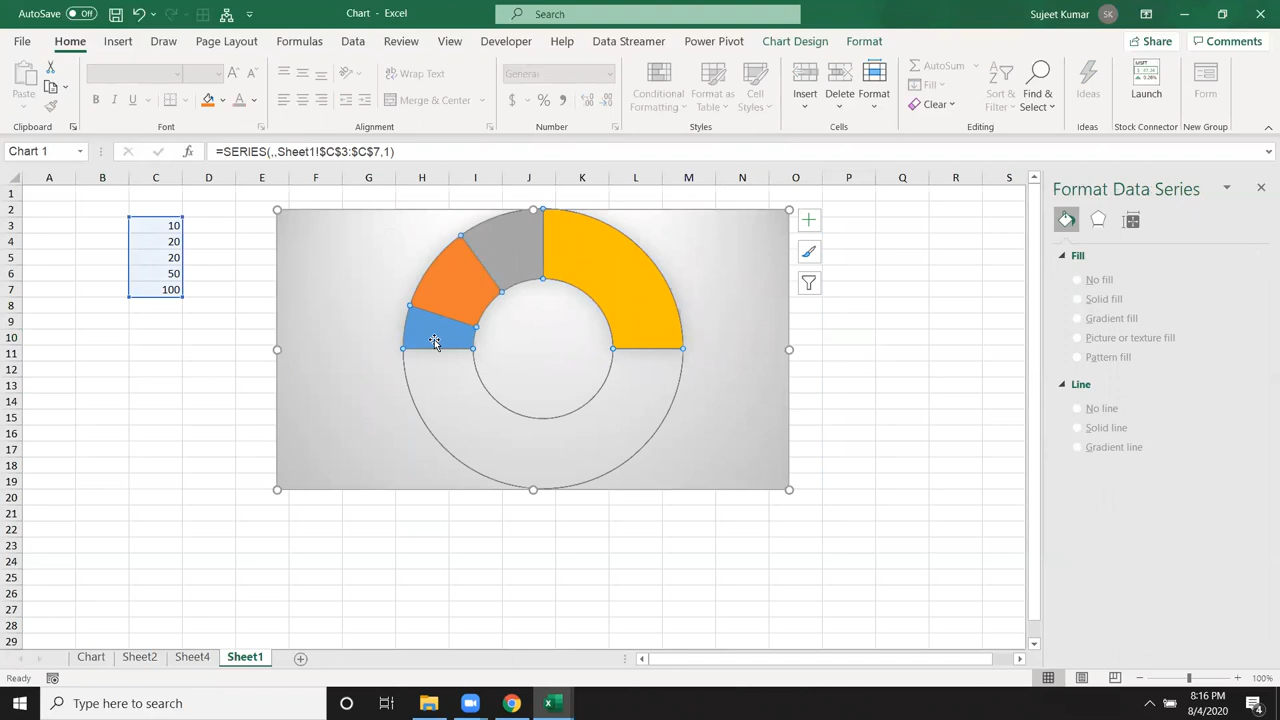 AutoSave Off Chart - Excel Search Sujeet Kumar SK
File Home Insert Draw Page Layout Formulas Data Review View Developer Help Data Streamer Power Pivot Chart Design Format Share Comments
Paste Wrap Text General AutoSum
B I U Merge & Center $ % Conditional Formatting Format as Table Cell Styles Insert Delete Format Fill Clear Sort & Filter Find & Select Ideas Launch Form
Clipboard Font Alignment Number Styles Cells Editing Ideas Stock Connector New Group
Chart 1 fx =SERIES(,,Sheet1!$C$3:$C$7,1)
A B C D E F G H I J K L M N O P Q R S
1
2
3 10
4 20
5 20
6 50
7 100
8
9
10
11
12
13
14
15
16
17
18
19
20
21
22
23
24
25
26
27
28
29
Format Data Series
Fill
No fill
Solid fill
Gradient fill
Picture or texture fill
Pattern fill
Line
No line
Solid line
Gradient line
Chart Sheet2 Sheet4 Sheet1
Ready 100%
Type here to search
8:16 PM
8/4/2020
4